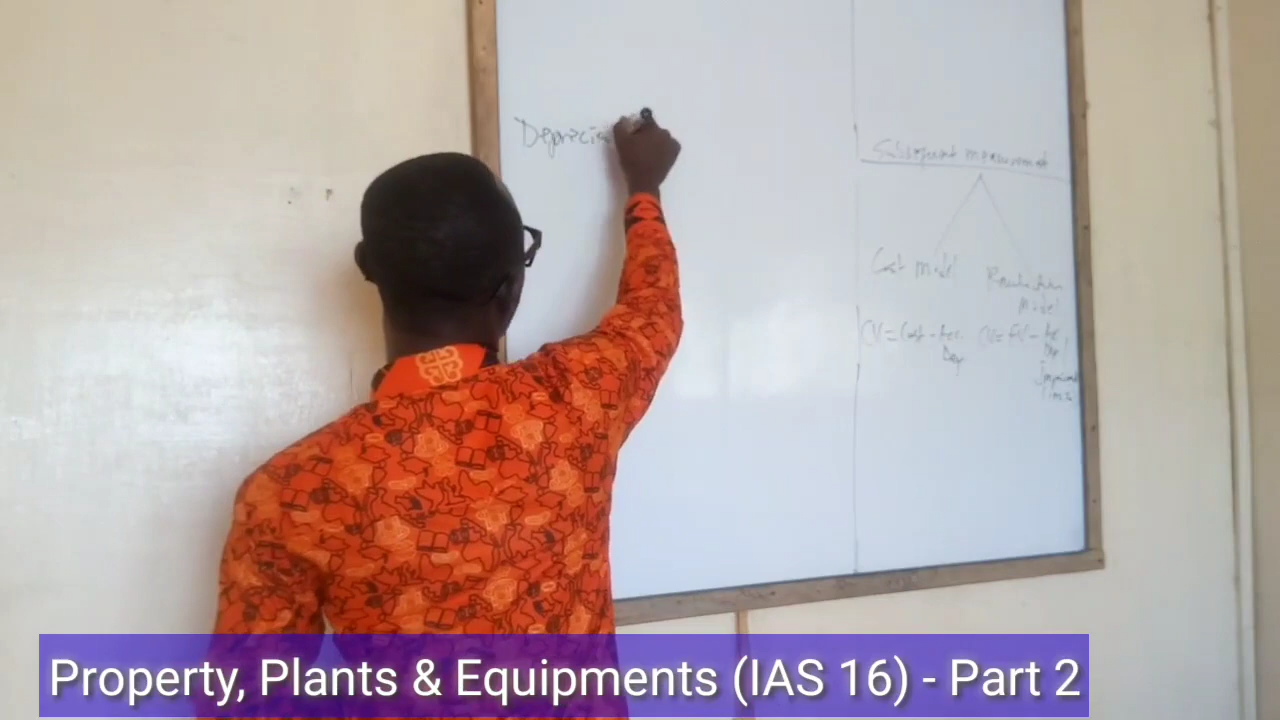 Deprecia
Subsequent measurement
Cost model
Revaluation
Model
CV = Cost - Acc.
Dep
CV = FV - Acc
Dep
-
Impairment
Property, Plants & Equipments (IAS 16) - Part 2